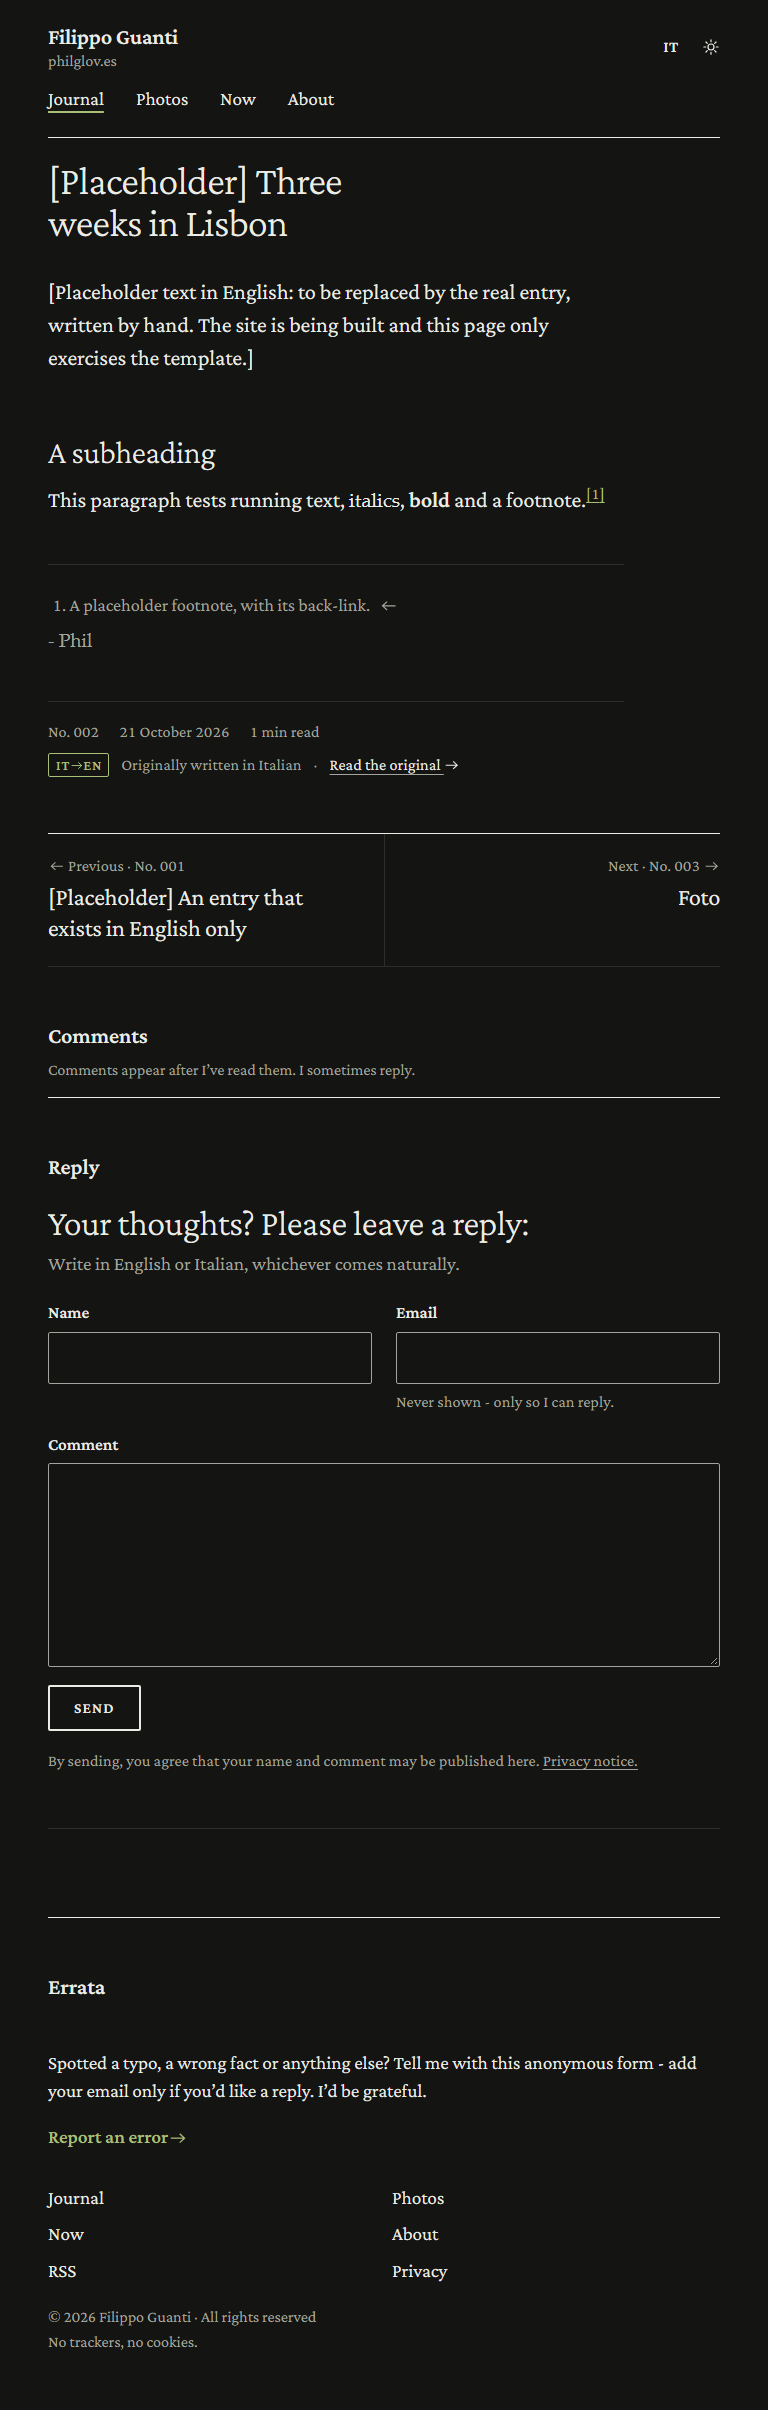 Filippo Guanti
philglov.es
IT
Journal Photos Now About
[Placeholder] Three
weeks in Lisbon
[Placeholder text in English: to be replaced by the real entry,
written by hand. The site is being built and this page only
exercises the template.]
A subheading
This paragraph tests running text, italics, bold and a footnote.[1]
1. A placeholder footnote, with its back-link. ←
- Phil
No. 002 21 October 2026 1 min read
IT→EN Originally written in Italian · Read the original →
← Previous · No. 001
[Placeholder] An entry that
exists in English only
Next · No. 003 →
Foto
Comments
Comments appear after I’ve read them. I sometimes reply.
Reply
Your thoughts? Please leave a reply:
Write in English or Italian, whichever comes naturally.
Name
Email
Never shown - only so I can reply.
Comment
SEND
By sending, you agree that your name and comment may be published here. Privacy notice.
Errata
Spotted a typo, a wrong fact or anything else? Tell me with this anonymous form - add
your email only if you’d like a reply. I’d be grateful.
Report an error→
Journal Photos
Now About
RSS Privacy
© 2026 Filippo Guanti · All rights reserved
No trackers, no cookies.